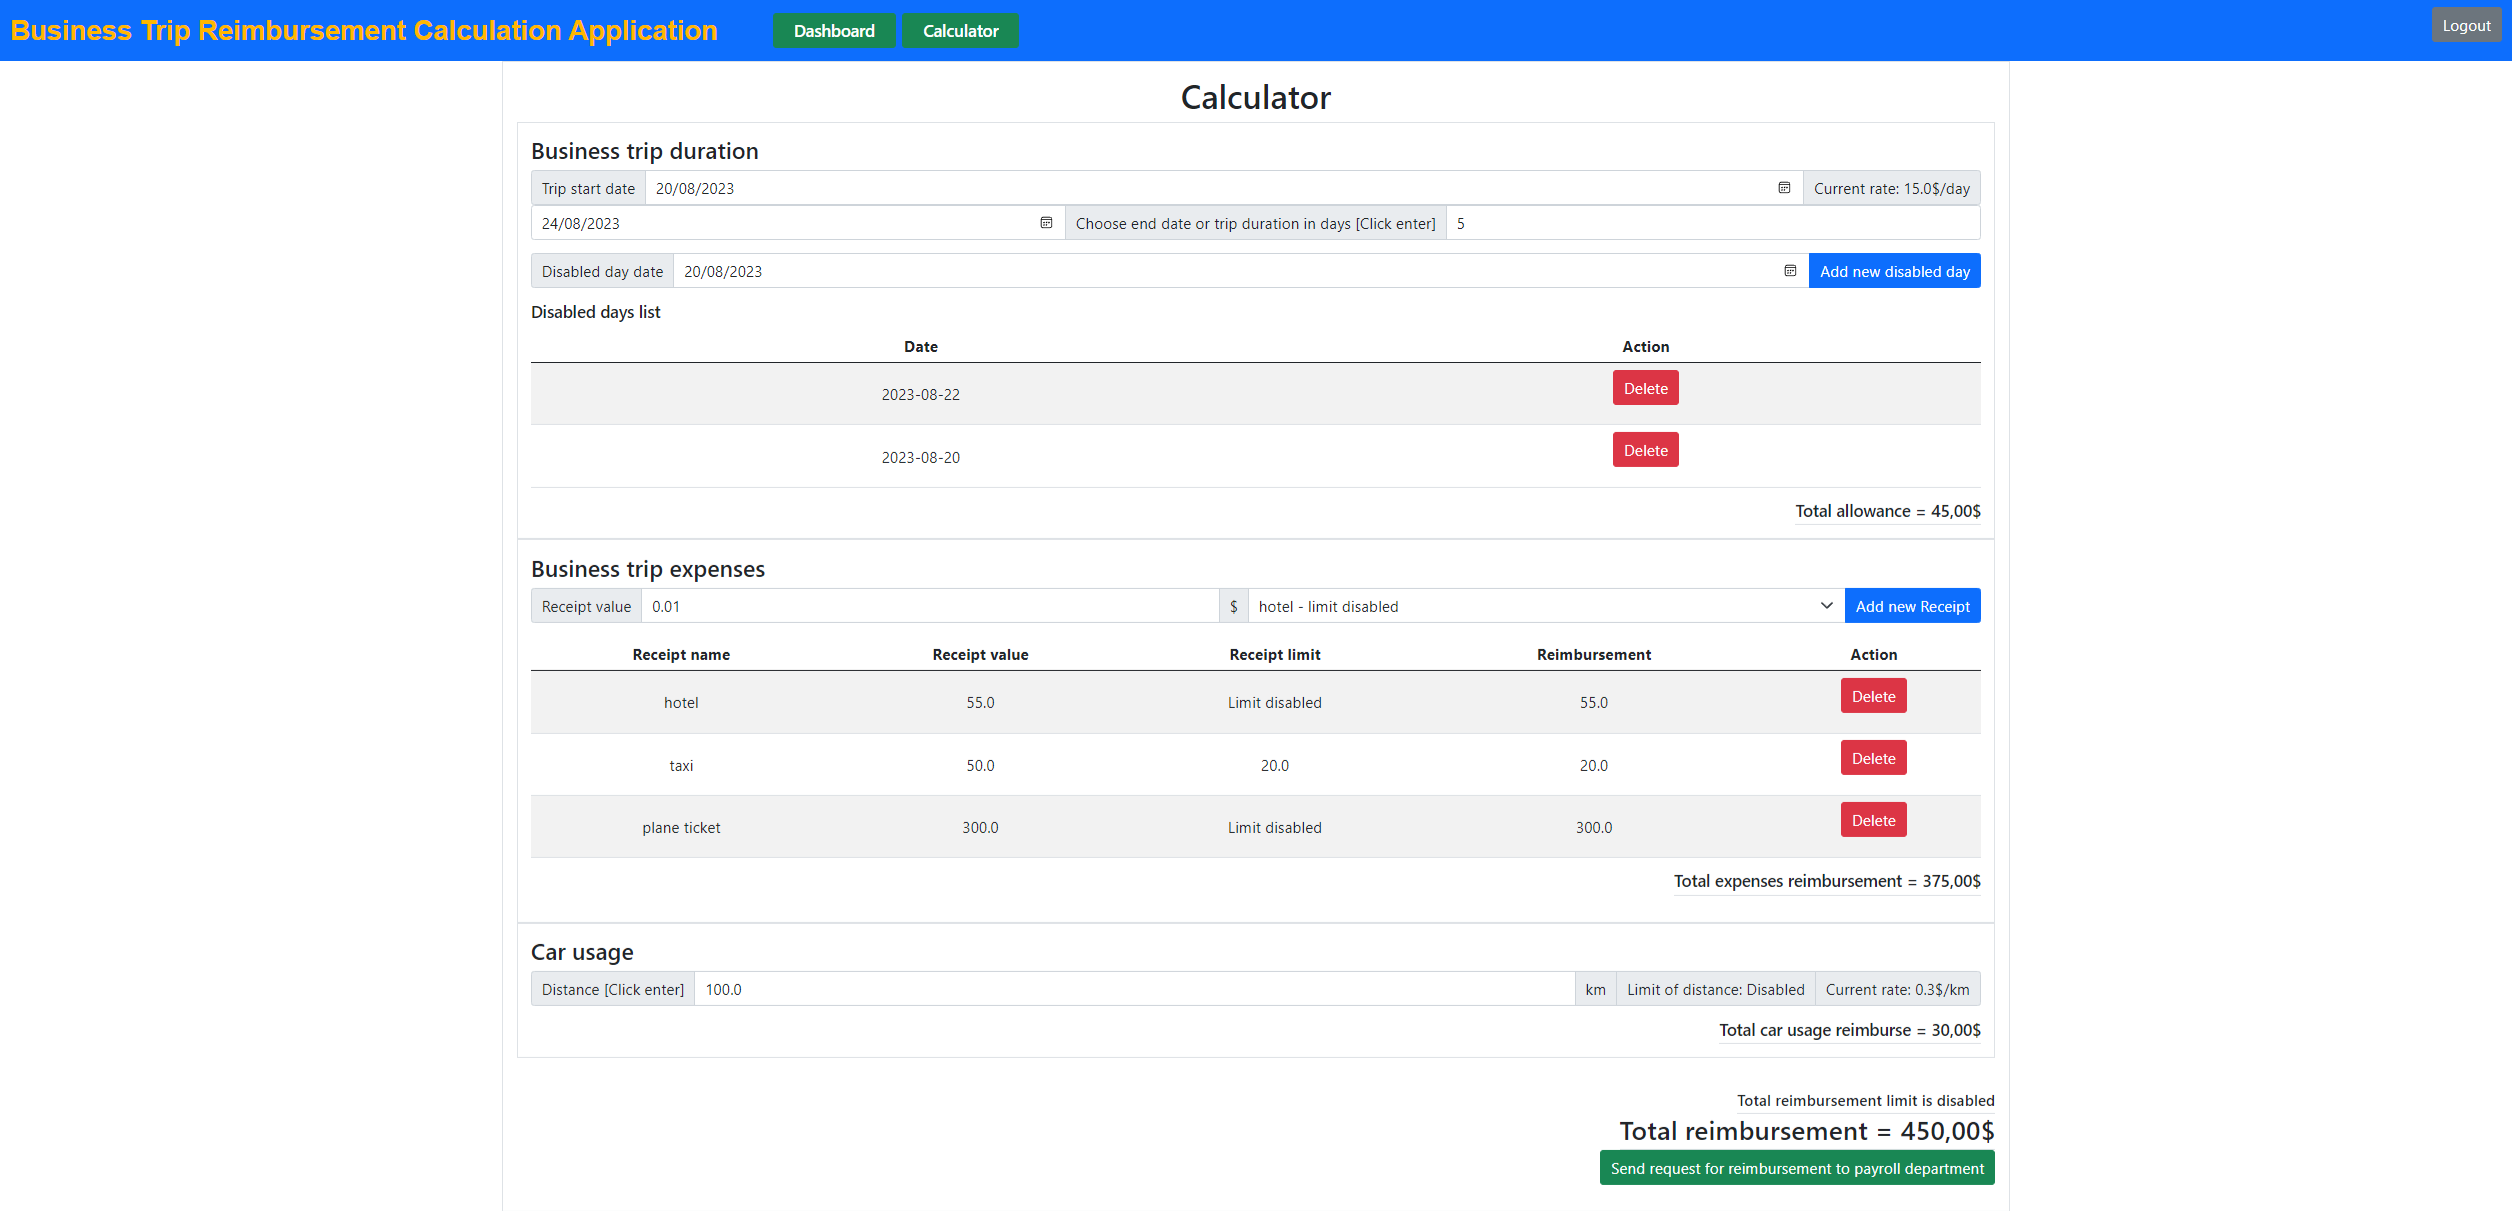 Business Trip Reimbursement Calculation Application Dashboard Calculator Logout
Calculator
Business trip duration
Trip start date 20/08/2023 Current rate: 15.0$/day
24/08/2023 Choose end date or trip duration in days [Click enter] 5
Disabled day date 20/08/2023 Add new disabled day
Disabled days list
Date Action
2023-08-22 Delete
2023-08-20 Delete
Total allowance = 45,00$
Business trip expenses
Receipt value 0.01 $ hotel - limit disabled Add new Receipt
Receipt name Receipt value Receipt limit Reimbursement Action
hotel 55.0 Limit disabled 55.0 Delete
taxi 50.0 20.0 20.0 Delete
plane ticket 300.0 Limit disabled 300.0 Delete
Total expenses reimbursement = 375,00$
Car usage
Distance [Click enter] 100.0 km Limit of distance: Disabled Current rate: 0.3$/km
Total car usage reimburse = 30,00$
Total reimbursement limit is disabled
Total reimbursement = 450,00$
Send request for reimbursement to payroll department